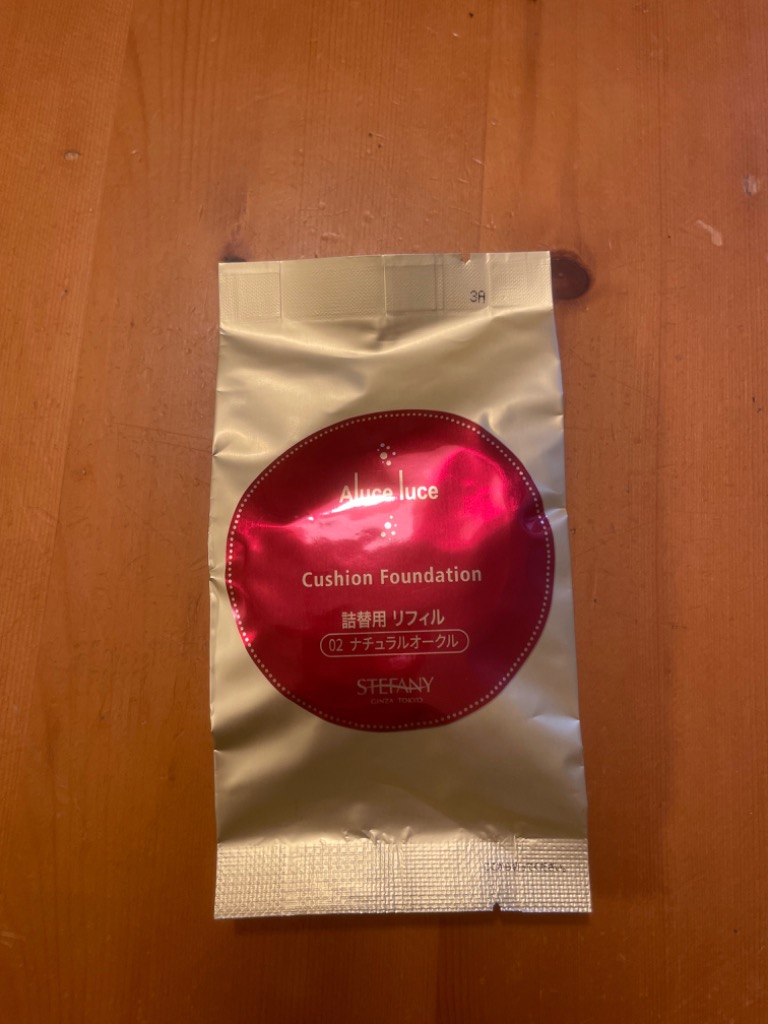 3A
Aluce luce
Cushion Foundation
詰替用 リフィル
02 ナチュラルオークル
STEFANY
GINZA TOKYO